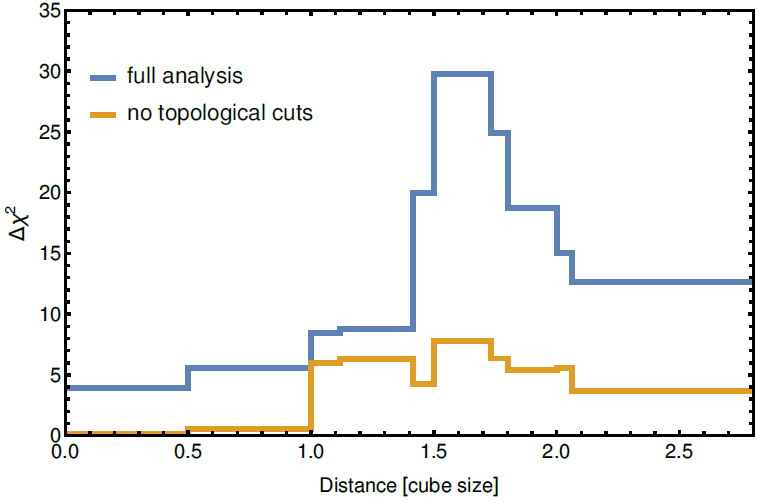 35
30
25
20
15
10
5
0
Δχ²
full analysis
no topological cuts
0.0 0.5 1.0 1.5 2.0 2.5
Distance [cube size]